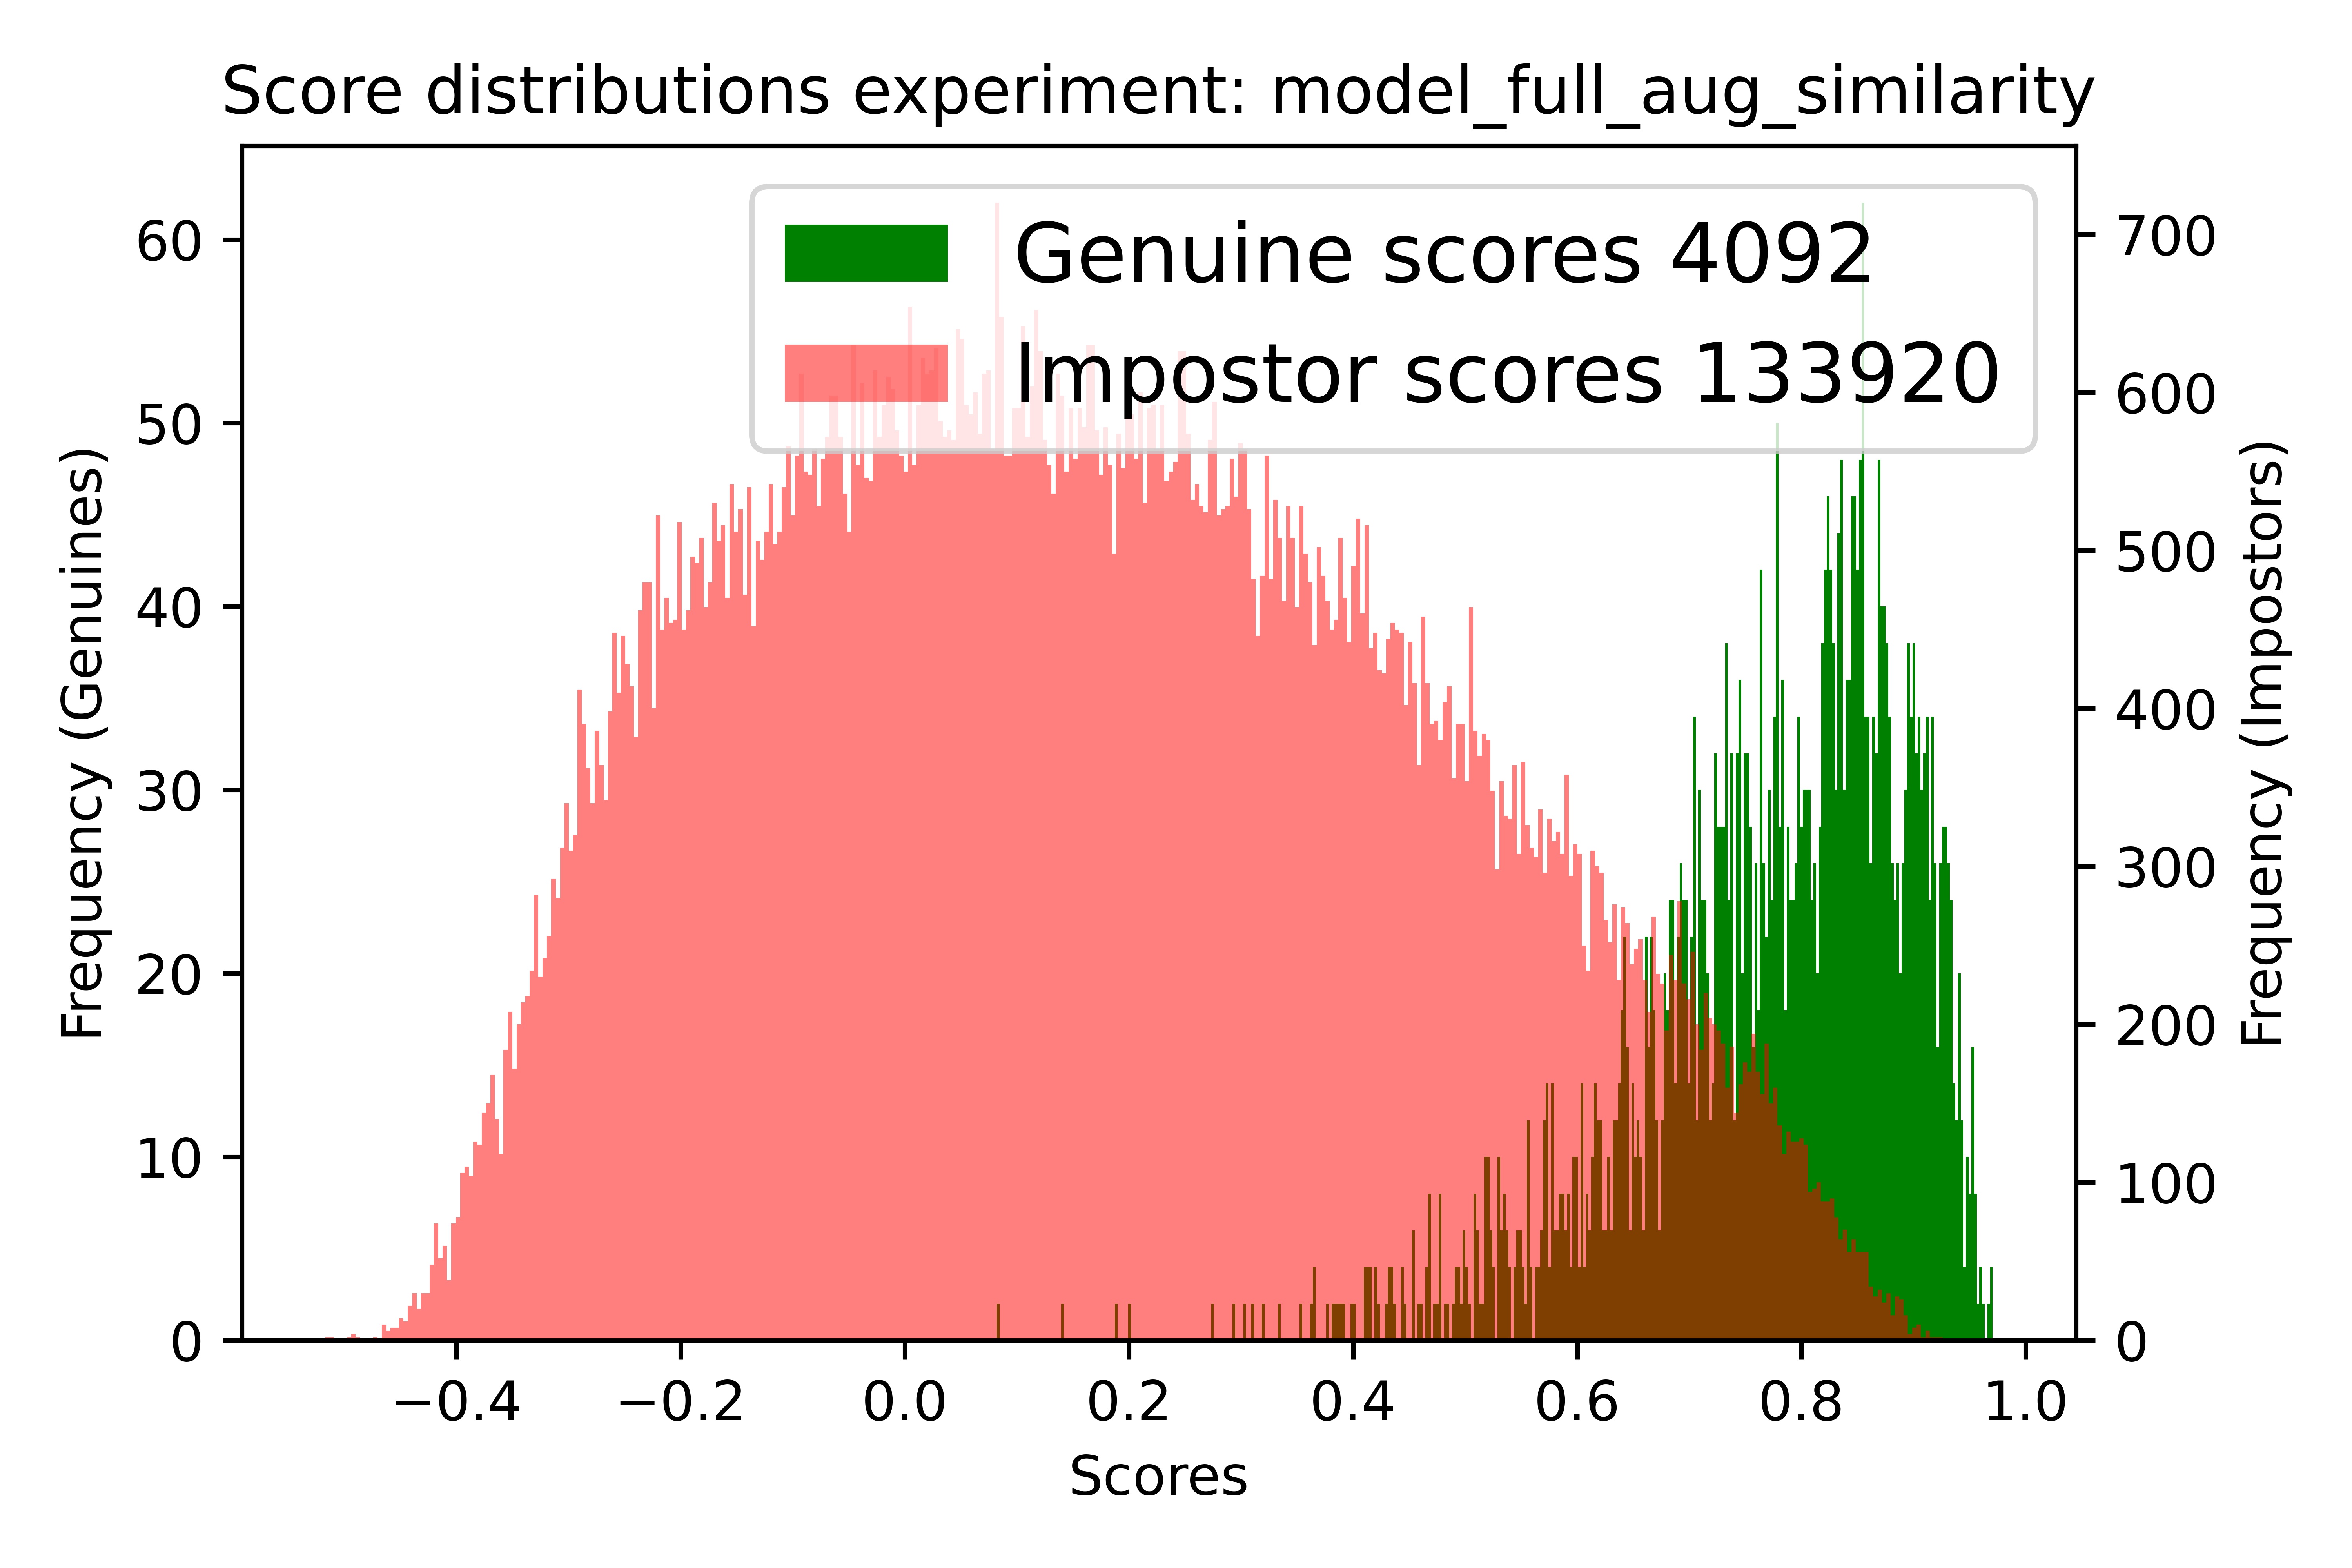 Score distributions experiment: model_full_aug_similarity
Genuine scores 4092
Impostor scores 133920
Frequency (Genuines)
60
50
40
30
20
10
0
Frequency (Impostors)
700
600
500
400
300
200
100
0
−0.4 −0.2 0.0 0.2 0.4 0.6 0.8 1.0
Scores